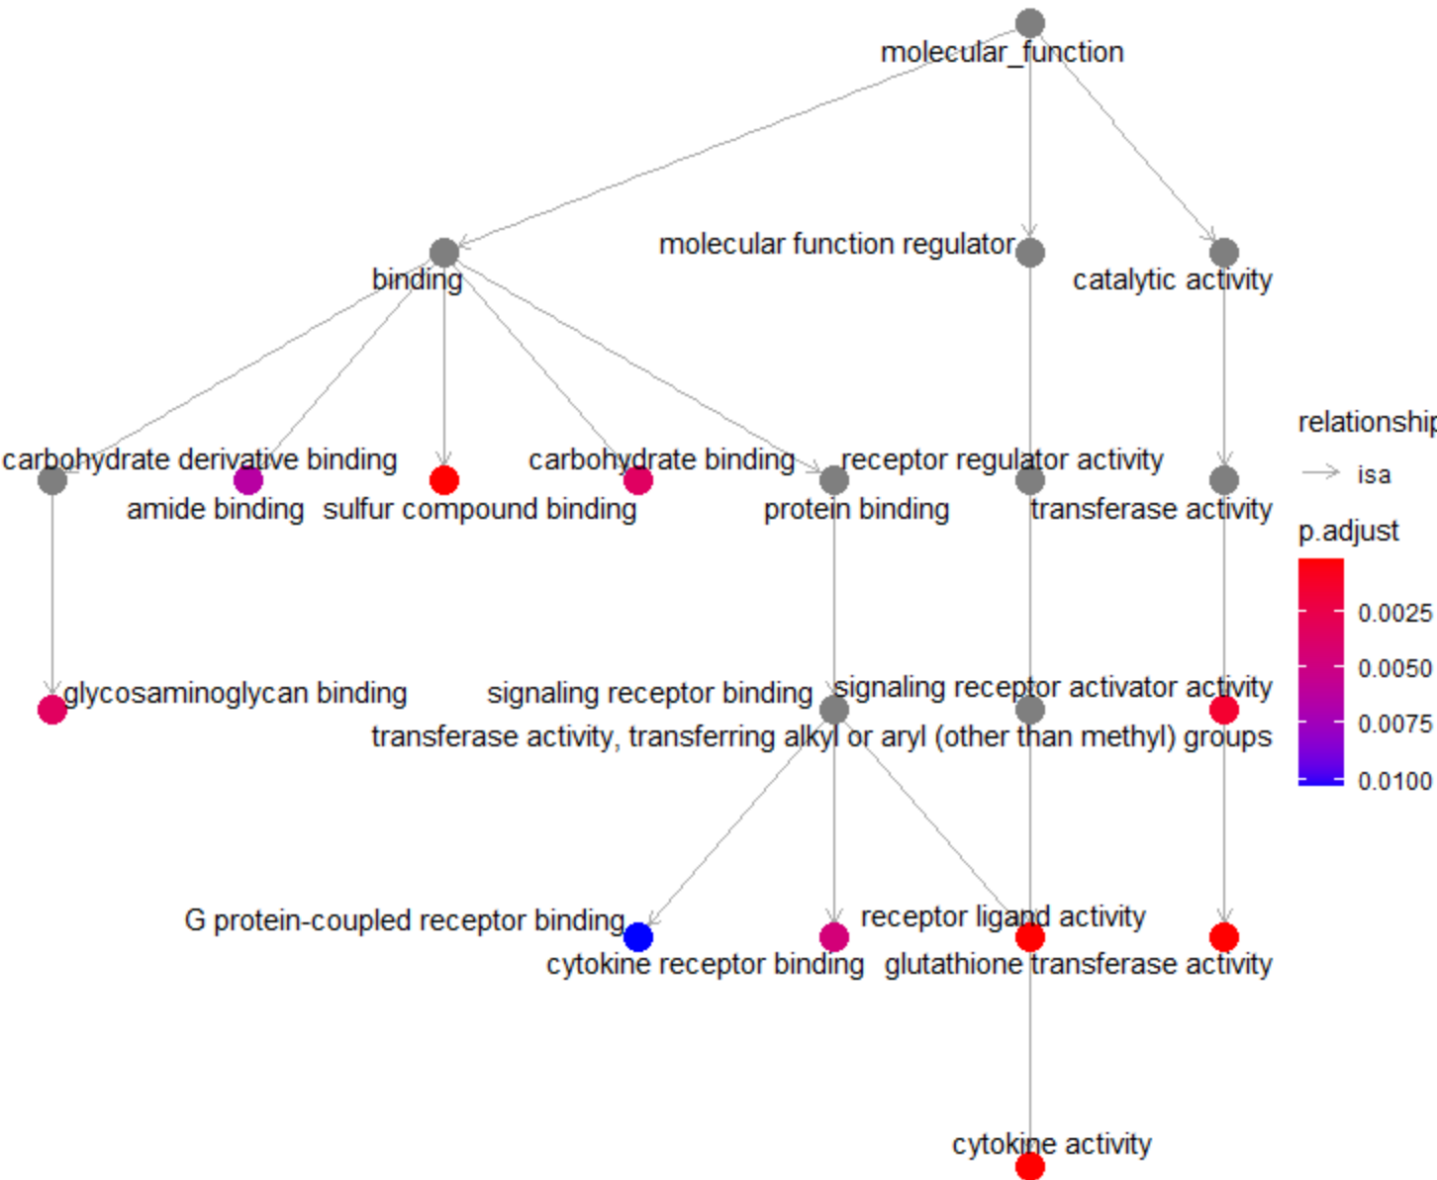 molecular_function
molecular function regulator
binding
catalytic activity
relationship
isa
carbohydrate derivative binding
carbohydrate binding
receptor regulator activity
amide binding
sulfur compound binding
protein binding
transferase activity
p.adjust
0.0025
0.0050
0.0075
0.0100
glycosaminoglycan binding
signaling receptor binding
signaling receptor activator activity
transferase activity, transferring alkyl or aryl (other than methyl) groups
G protein-coupled receptor binding
receptor ligand activity
cytokine receptor binding
glutathione transferase activity
cytokine activity